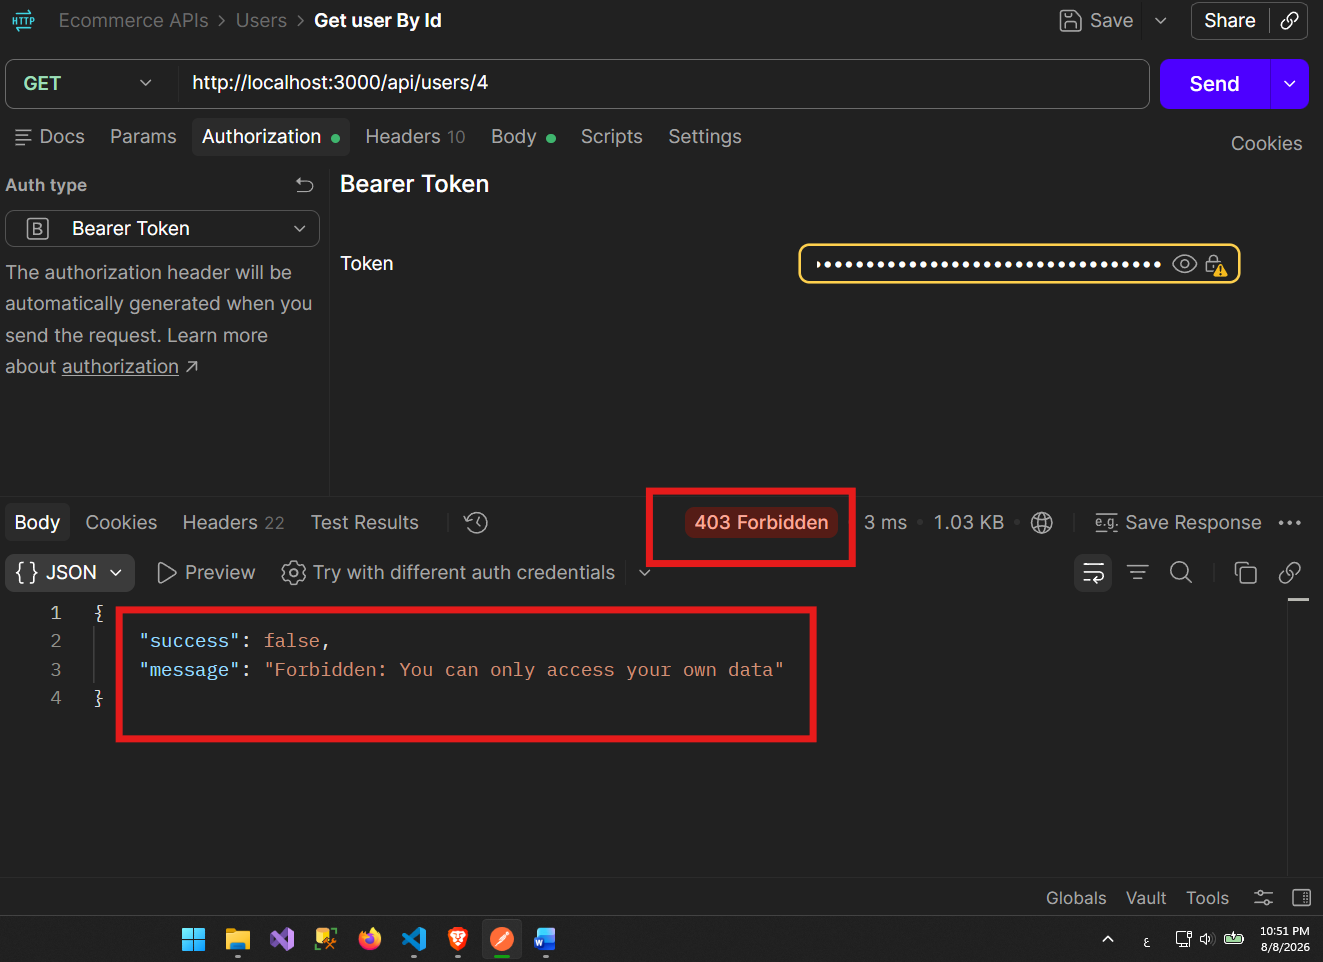 HTTP Ecommerce APIs > Users > Get user By Id Save Share
GET http://localhost:3000/api/users/4 Send
Docs Params Authorization Headers 10 Body Scripts Settings Cookies
Auth type
B Bearer Token
The authorization header will be
automatically generated when you
send the request. Learn more
about authorization ↗
Bearer Token
Token ••••••••••••••••••••••••••••••••
Body Cookies Headers 22 Test Results 403 Forbidden 3 ms • 1.03 KB • e.g. Save Response •••
{} JSON Preview Try with different auth credentials
1 {
2 "success": false,
3 "message": "Forbidden: You can only access your own data"
4 }
Globals Vault Tools
ع 10:51 PM
8/8/2026